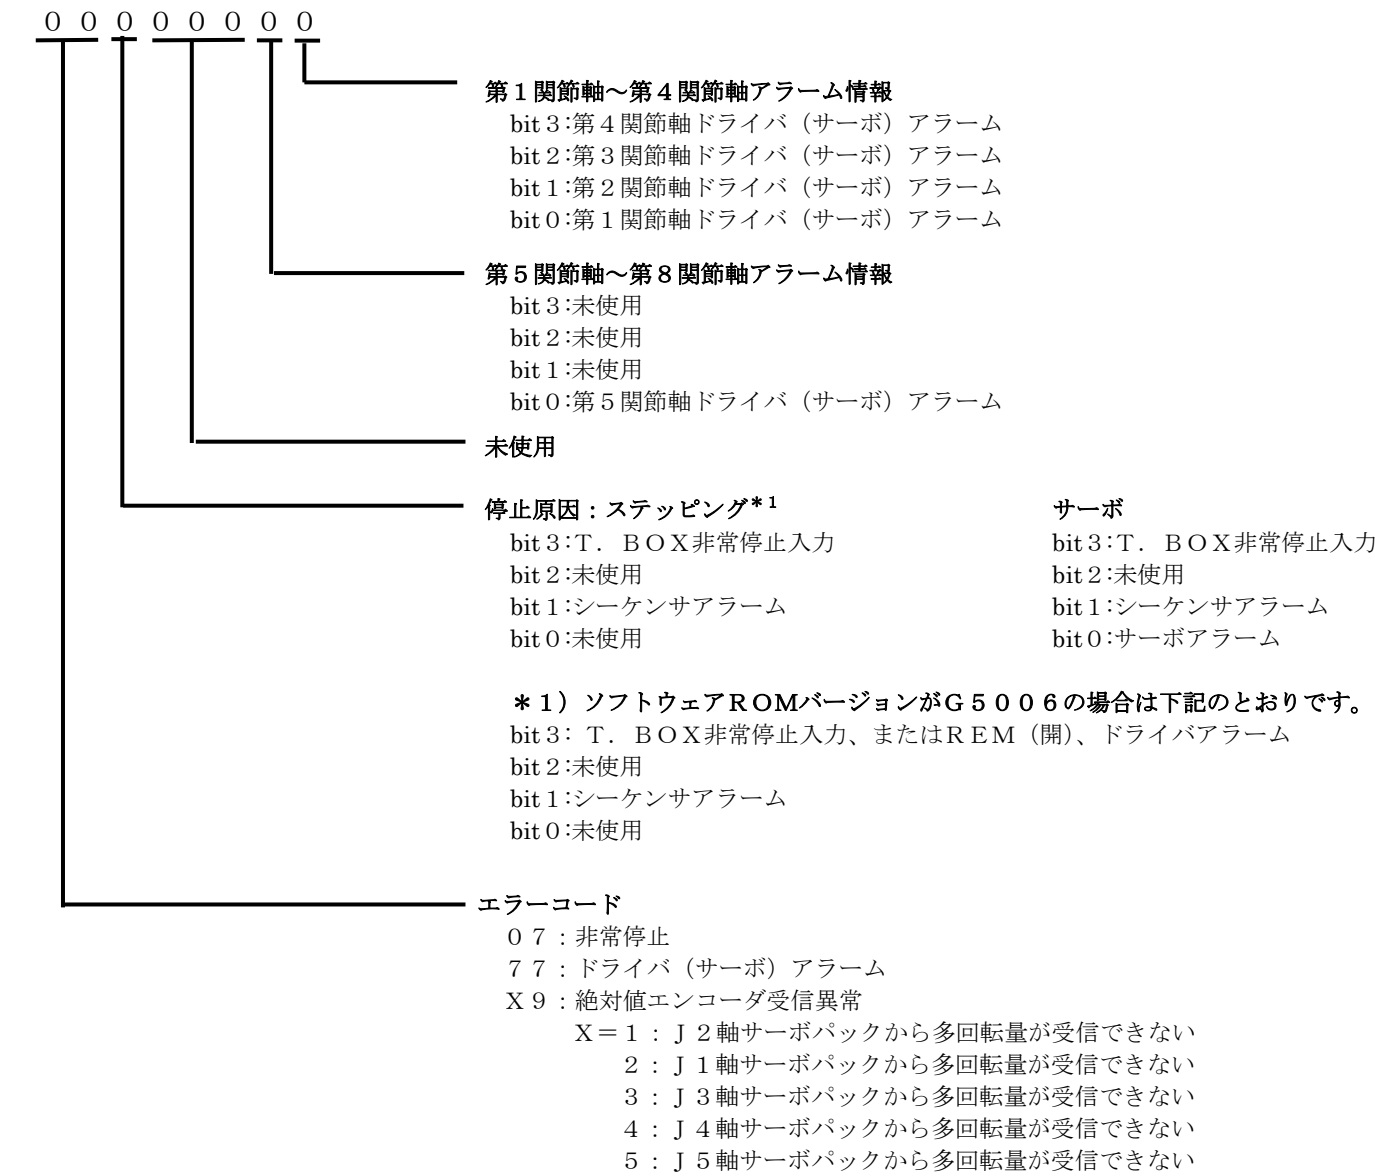 ００００００００
第１関節軸～第４関節軸アラーム情報
bit３:第４関節軸ドライバ（サーボ）アラーム
bit２:第３関節軸ドライバ（サーボ）アラーム
bit１:第２関節軸ドライバ（サーボ）アラーム
bit０:第１関節軸ドライバ（サーボ）アラーム
第５関節軸～第８関節軸アラーム情報
bit３:未使用
bit２:未使用
bit１:未使用
bit０:第５関節軸ドライバ（サーボ）アラーム
未使用
停止原因：ステッピング＊１ サーボ
bit３:Ｔ．ＢＯＸ非常停止入力 bit３:Ｔ．ＢＯＸ非常停止入力
bit２:未使用 bit２:未使用
bit１:シーケンサアラーム bit１:シーケンサアラーム
bit０:未使用 bit０:サーボアラーム
＊１）ソフトウェアＲＯＭバージョンがＧ５００６の場合は下記のとおりです。
bit３: Ｔ．ＢＯＸ非常停止入力、またはＲＥＭ（開）、ドライバアラーム
bit２:未使用
bit１:シーケンサアラーム
bit０:未使用
エラーコード
０７：非常停止
７７：ドライバ（サーボ）アラーム
Ｘ９：絶対値エンコーダ受信異常
Ｘ＝１：Ｊ２軸サーボパックから多回転量が受信できない
２：Ｊ１軸サーボパックから多回転量が受信できない
３：Ｊ３軸サーボパックから多回転量が受信できない
４：Ｊ４軸サーボパックから多回転量が受信できない
５：Ｊ５軸サーボパックから多回転量が受信できない